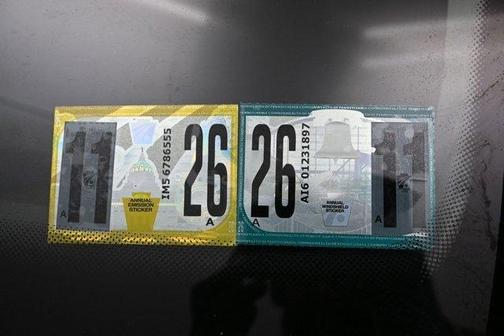 11
A
ANNUAL
EMISSION
STICKER
IM5 6786555
26
A
26
A
AI6 01231897
ANNUAL
WINDSHIELD
STICKER
11
A